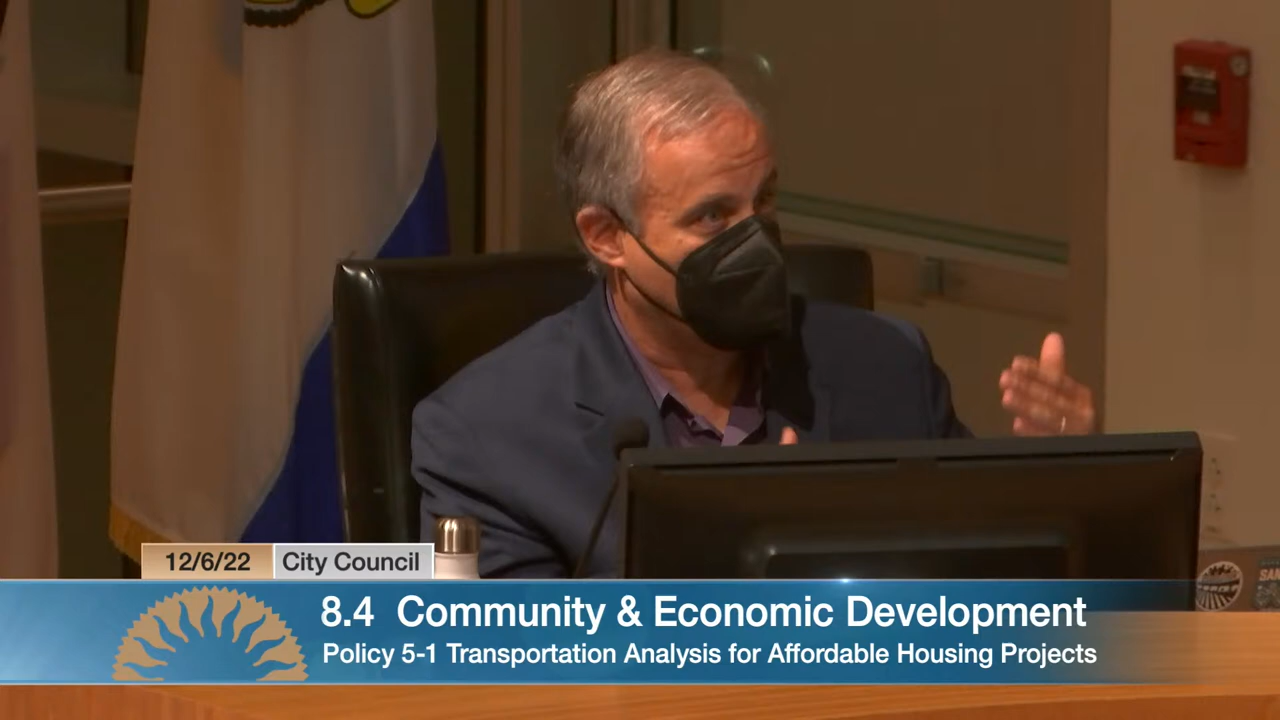 12/6/22 City Council
8.4 Community & Economic Development
Policy 5-1 Transportation Analysis for Affordable Housing Projects
SAN